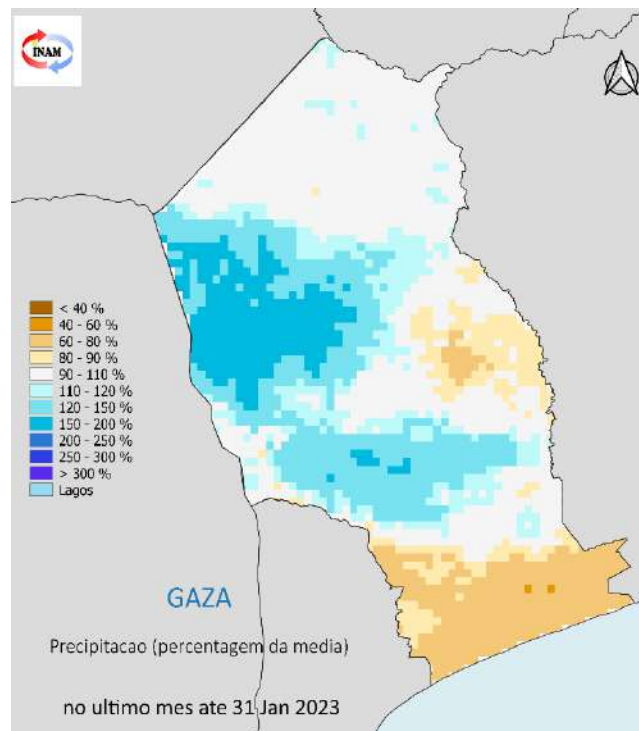 INAM
< 40 %
40 - 60 %
60 - 80 %
80 - 90 %
90 - 110 %
110 - 120 %
120 - 150 %
150 - 200 %
200 - 250 %
250 - 300 %
> 300 %
Lagos
GAZA
Precipitacao (percentagem da media)
no ultimo mes ate 31 Jan 2023